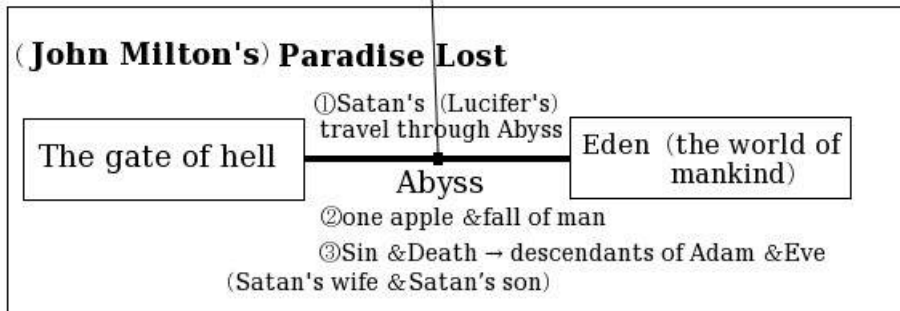 (John Milton's) Paradise Lost
①Satan's (Lucifer's)
travel through Abyss
The gate of hell
Eden (the world of
mankind)
Abyss
②one apple &fall of man
③Sin &Death → descendants of Adam &Eve
(Satan's wife &Satan’s son)